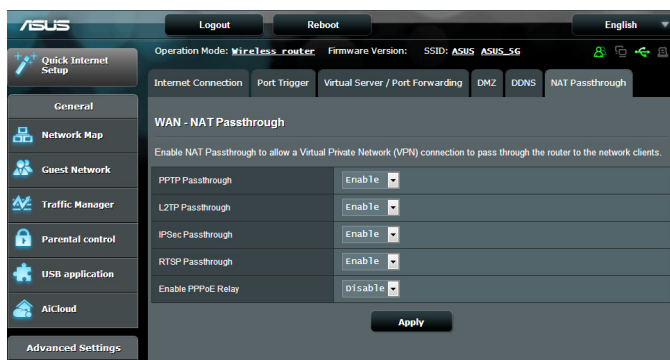 ASUS
Logout
Reboot
English
Quick Internet Setup
Operation Mode: Wireless router Firmware Version: SSID: ASUS ASUS_5G
Internet Connection
Port Trigger
Virtual Server / Port Forwarding
DMZ
DDNS
NAT Passthrough
General
Network Map
Guest Network
Traffic Manager
Parental control
USB application
AiCloud
Advanced Settings
WAN - NAT Passthrough
Enable NAT Passthrough to allow a Virtual Private Network (VPN) connection to pass through the router to the network clients.
PPTP Passthrough Enable
L2TP Passthrough Enable
IPSec Passthrough Enable
RTSP Passthrough Enable
Enable PPPoE Relay Disable
Apply